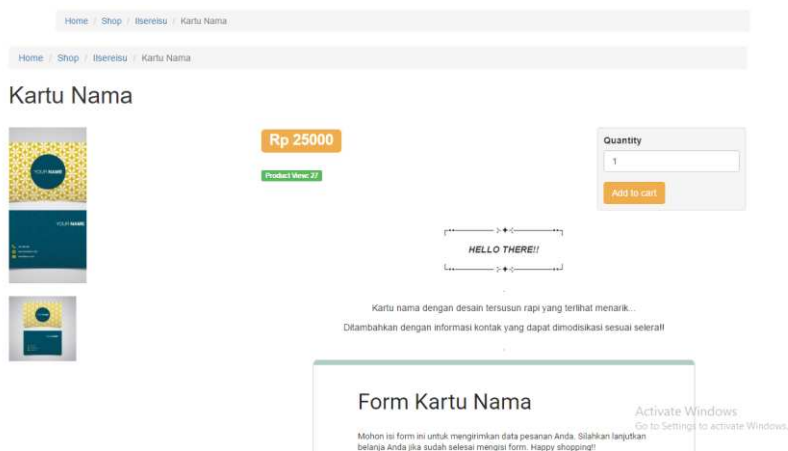 Home / Shop / Ilsereisu / Kartu Nama
Home / Shop / Ilsereisu / Kartu Nama
Kartu Nama
YOUR NAME
YOUR NAME
Rp 25000
Product View: 27
Quantity
1
Add to cart
HELLO THERE!!
Kartu nama dengan desain tersusun rapi yang terlihat menarik...
Ditambahkan dengan informasi kontak yang dapat dimodisikasi sesuai selera!!
Form Kartu Nama
Mohon isi form ini untuk mengirimkan data pesanan Anda. Silahkan lanjutkan
belanja Anda jika sudah selesai mengisi form. Happy shopping!!
Activate Windows
Go to Settings to activate Windows.